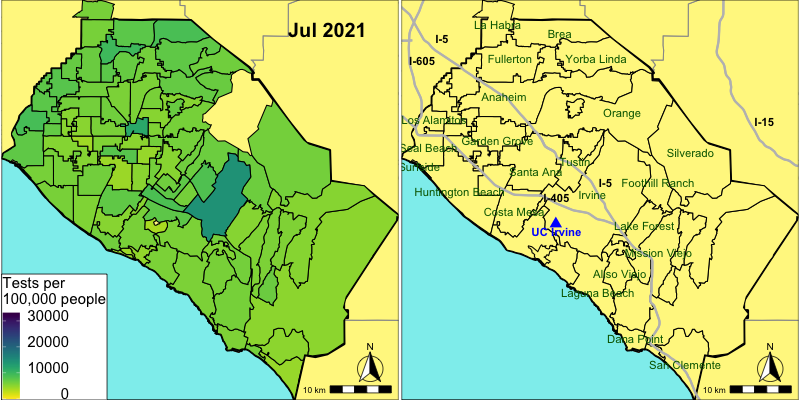 Jul 2021
Tests per
100,000 people
30000
20000
10000
0
N
10 km
La Habra
Brea
I-5
I-605
Fullerton
Yorba Linda
Anaheim
Orange
I-15
Los Alamitos
Garden Grove
Seal Beach
Silverado
Tustin
Sunside
Santa Ana
I-5
Foothill Ranch
Huntington Beach
Irvine
I-405
Costa Mesa
UC Irvine
Lake Forest
Mission Viejo
Aliso Viejo
Laguna Beach
Dana Point
San Clemente
N
10 km